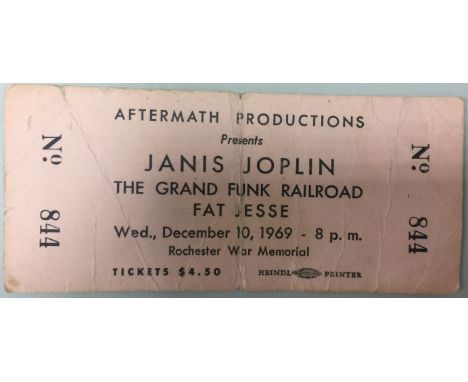 AFTERMATH PRODUCTIONS
Presents
JANIS JOPLIN
THE GRAND FUNK RAILROAD
FAT JESSE
Wed., December 10, 1969 - 8 p. m.
Rochester War Memorial
TICKETS $4.50
HEINDL PRINTER
No. 844
No. 844